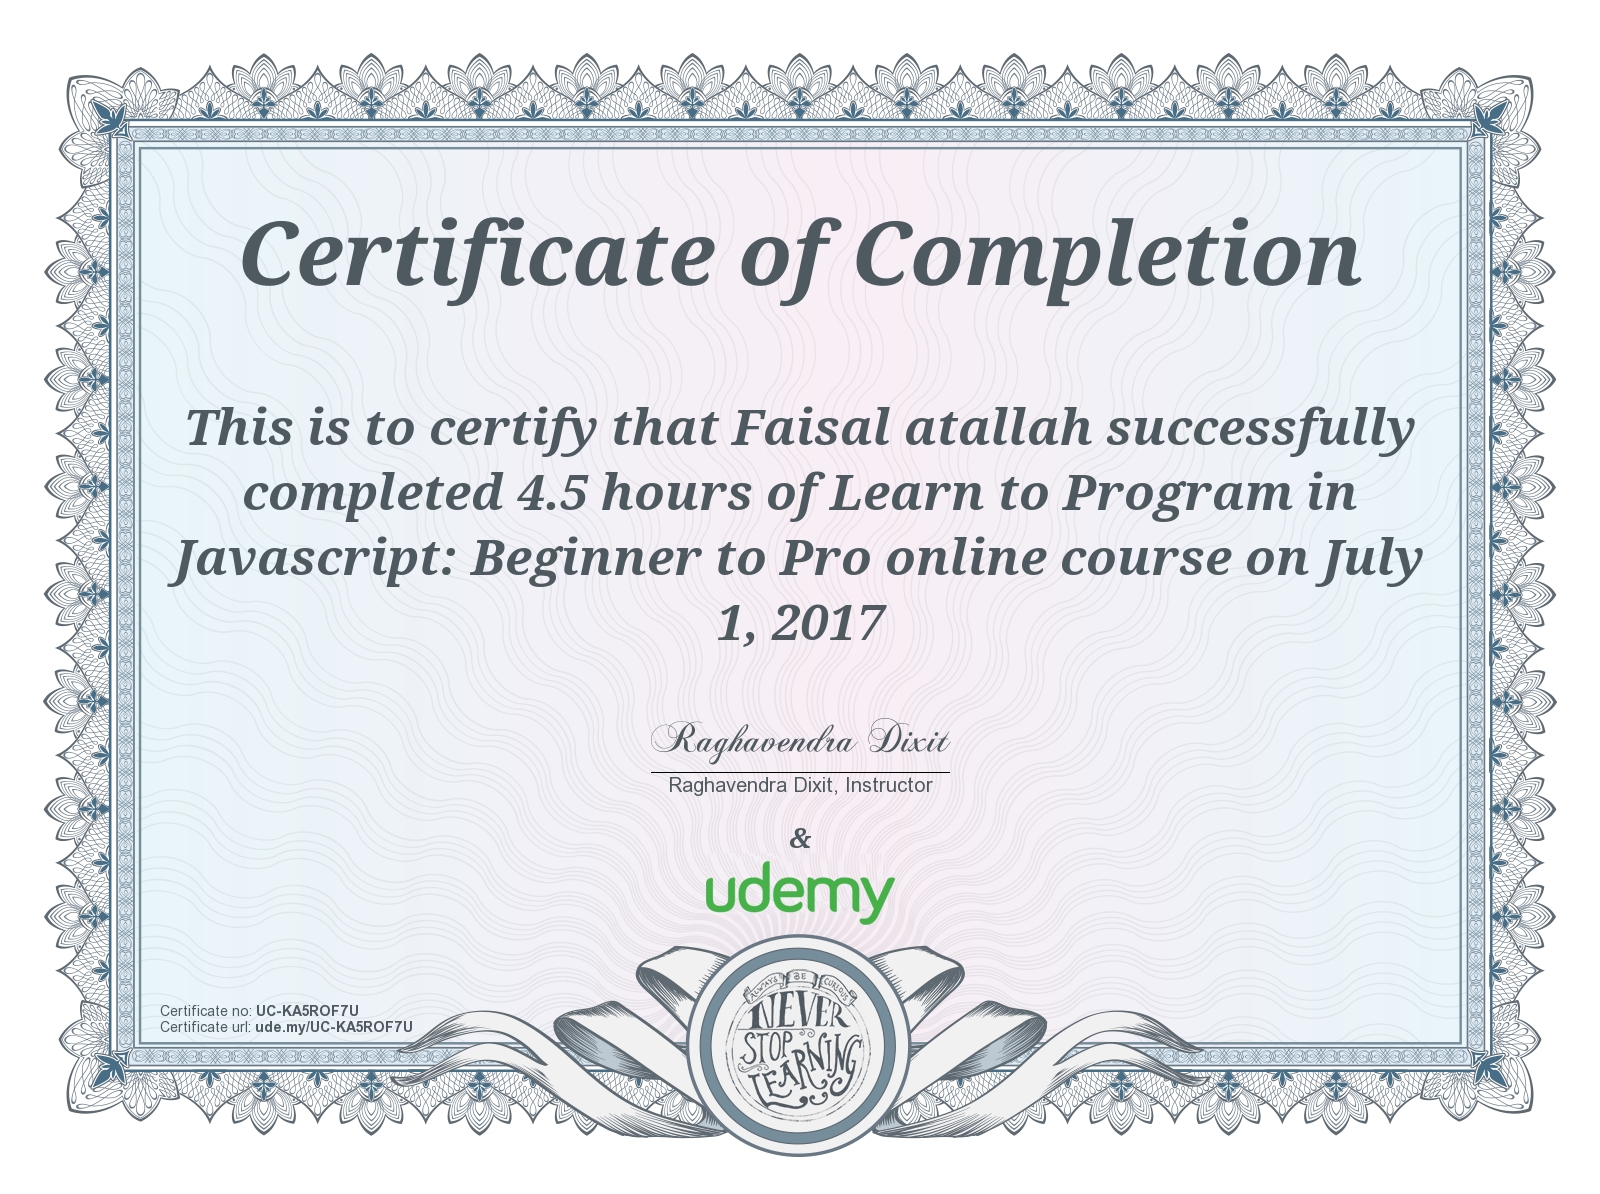 Certificate of Completion
This is to certify that Faisal atallah successfully
completed 4.5 hours of Learn to Program in
Javascript: Beginner to Pro online course on July
1, 2017
Raghavendra Dixit
Raghavendra Dixit, Instructor
&
udemy
ALWAYS BE CURIOUS
NEVER
STOP
LEARNING
Certificate no: UC-KA5ROF7U
Certificate url: ude.my/UC-KA5ROF7U